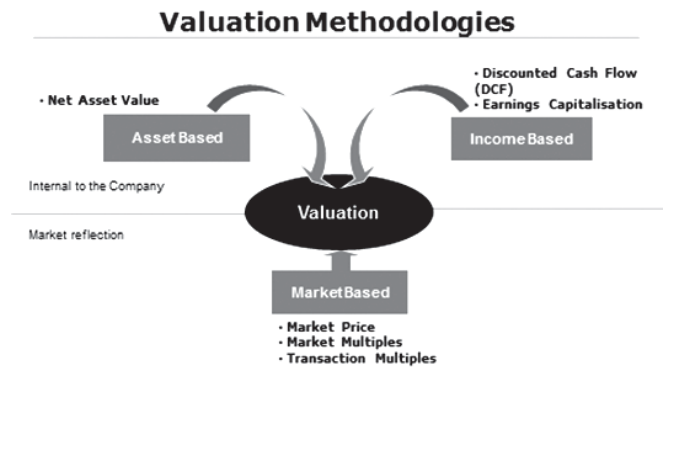 Valuation Methodologies
• Net Asset Value
• Discounted Cash Flow
(DCF)
• Earnings Capitalisation
Asset Based
Income Based
Internal to the Company
Valuation
Market reflection
Market Based
• Market Price
• Market Multiples
• Transaction Multiples